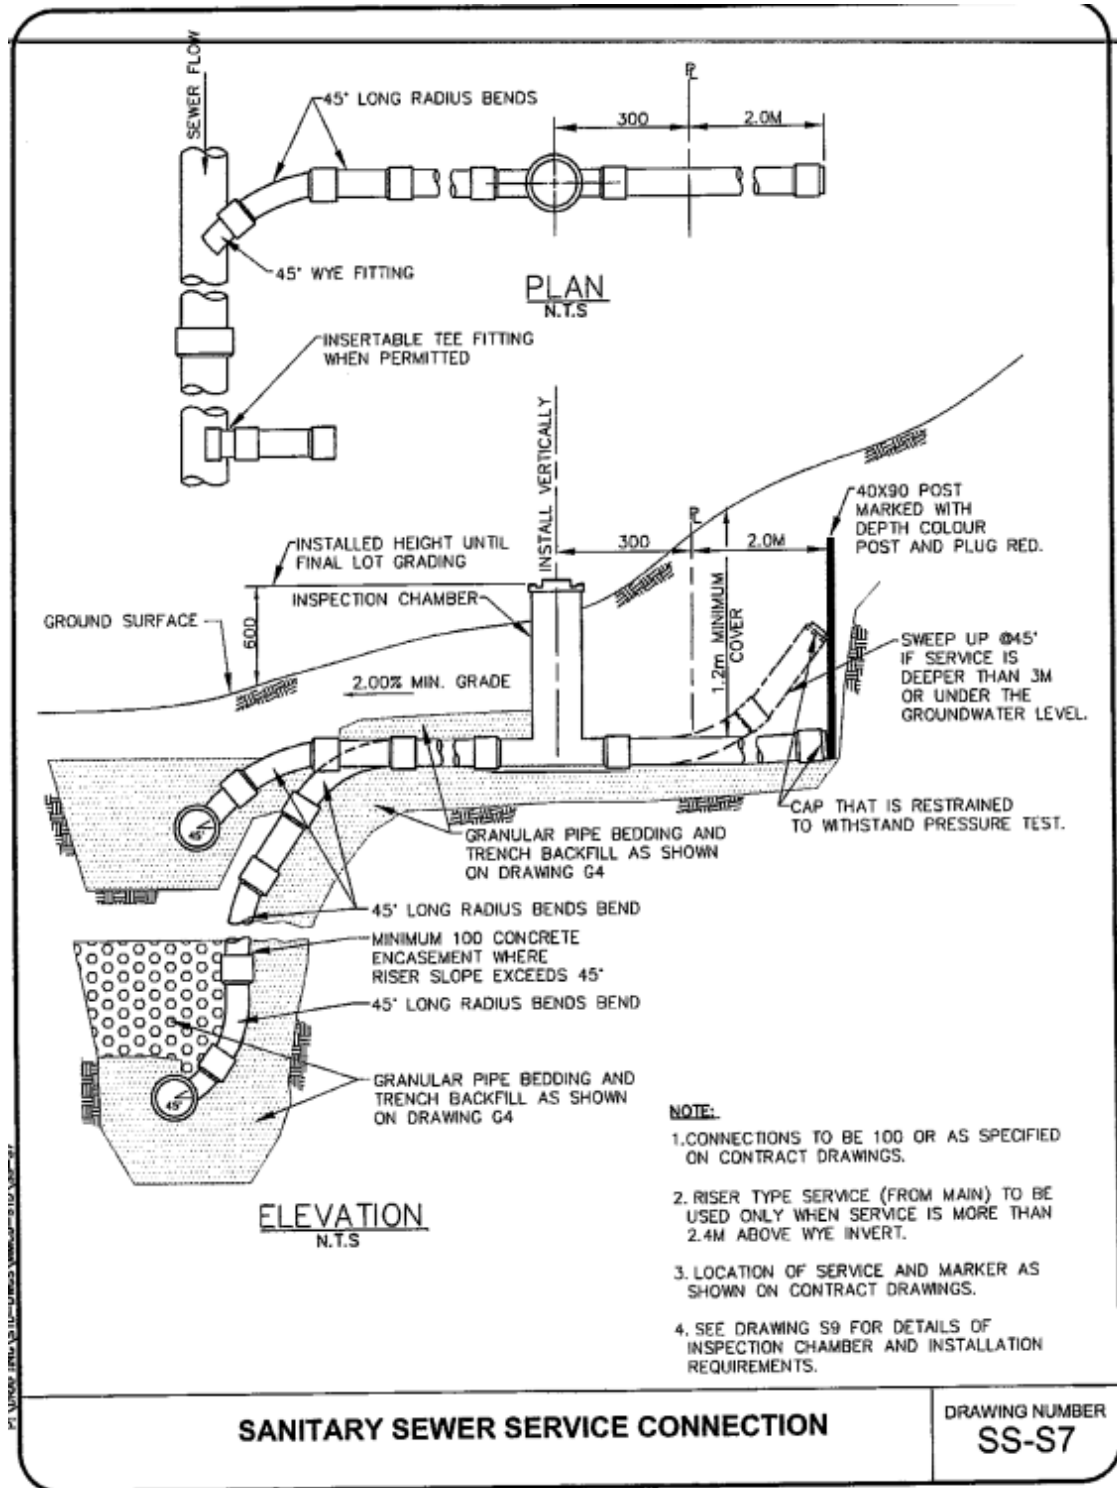 SEWER FLOW
45° LONG RADIUS BENDS
300
2.0M
45° WYE FITTING
PLAN
N.T.S
INSERTABLE TEE FITTING
WHEN PERMITTED
INSTALL VERTICALLY
40X90 POST
MARKED WITH
DEPTH COLOUR
POST AND PLUG RED.
INSTALLED HEIGHT UNTIL
FINAL LOT GRADING
300
2.0M
INSPECTION CHAMBER
GROUND SURFACE
600
1.2m MINIMUM
COVER
SWEEP UP @45°
IF SERVICE IS
DEEPER THAN 3M
OR UNDER THE
GROUNDWATER LEVEL.
2.00% MIN. GRADE
CAP THAT IS RESTRAINED
TO WITHSTAND PRESSURE TEST.
45°
GRANULAR PIPE BEDDING AND
TRENCH BACKFILL AS SHOWN
ON DRAWING G4
45° LONG RADIUS BENDS BEND
MINIMUM 100 CONCRETE
ENCASEMENT WHERE
RISER SLOPE EXCEEDS 45°
45° LONG RADIUS BENDS BEND
GRANULAR PIPE BEDDING AND
TRENCH BACKFILL AS SHOWN
ON DRAWING G4
45°
ELEVATION
N.T.S
NOTE:
1.CONNECTIONS TO BE 100 OR AS SPECIFIED
ON CONTRACT DRAWINGS.
2. RISER TYPE SERVICE (FROM MAIN) TO BE
USED ONLY WHEN SERVICE IS MORE THAN
2.4M ABOVE WYE INVERT.
3. LOCATION OF SERVICE AND MARKER AS
SHOWN ON CONTRACT DRAWINGS.
4. SEE DRAWING S9 FOR DETAILS OF
INSPECTION CHAMBER AND INSTALLATION
REQUIREMENTS.
SANITARY SEWER SERVICE CONNECTION
DRAWING NUMBER
SS-S7